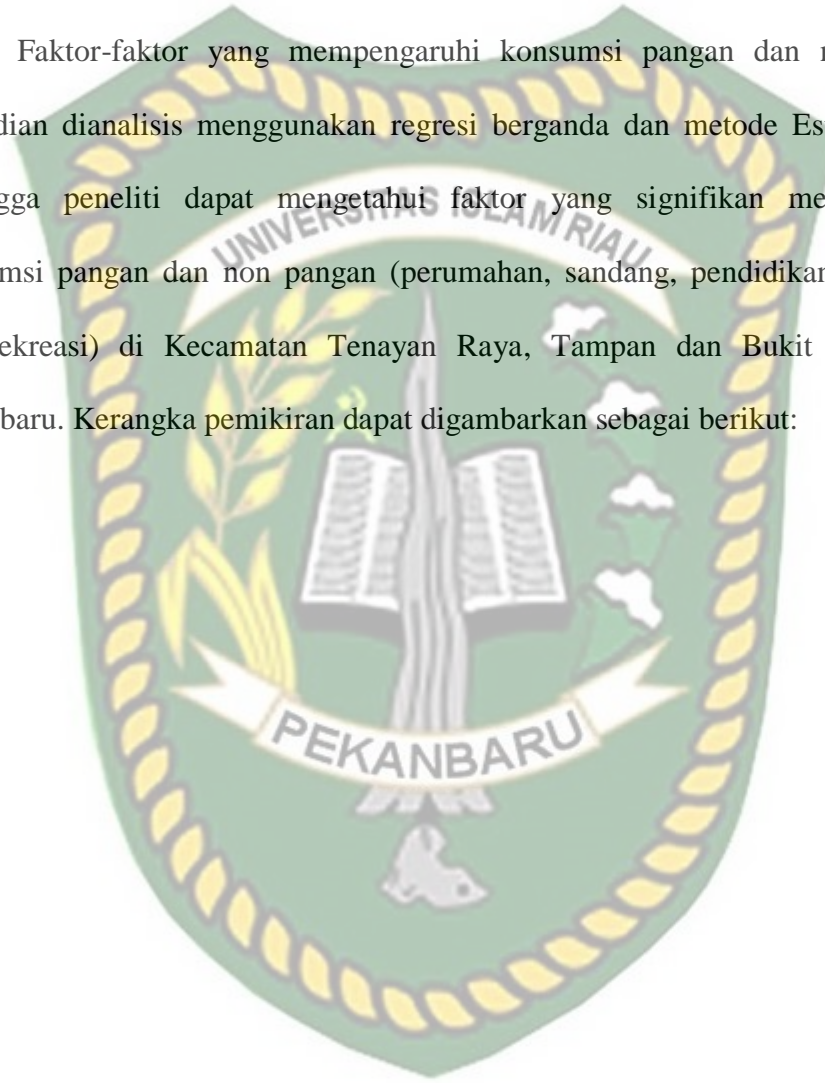 Faktor-faktor yang mempengaruhi konsumsi pangan dan
dian dianalisis menggunakan regresi berganda dan metode Es
gga peneliti dapat mengetahui faktor yang signifikan me
UNIVERSITAS ISLAM RIAU
msi pangan dan non pangan (perumahan, sandang, pendidikan
ekreasi) di Kecamatan Tenayan Raya, Tampan dan Bukit
baru. Kerangka pemikiran dapat digambarkan sebagai berikut:
PEKANBARU